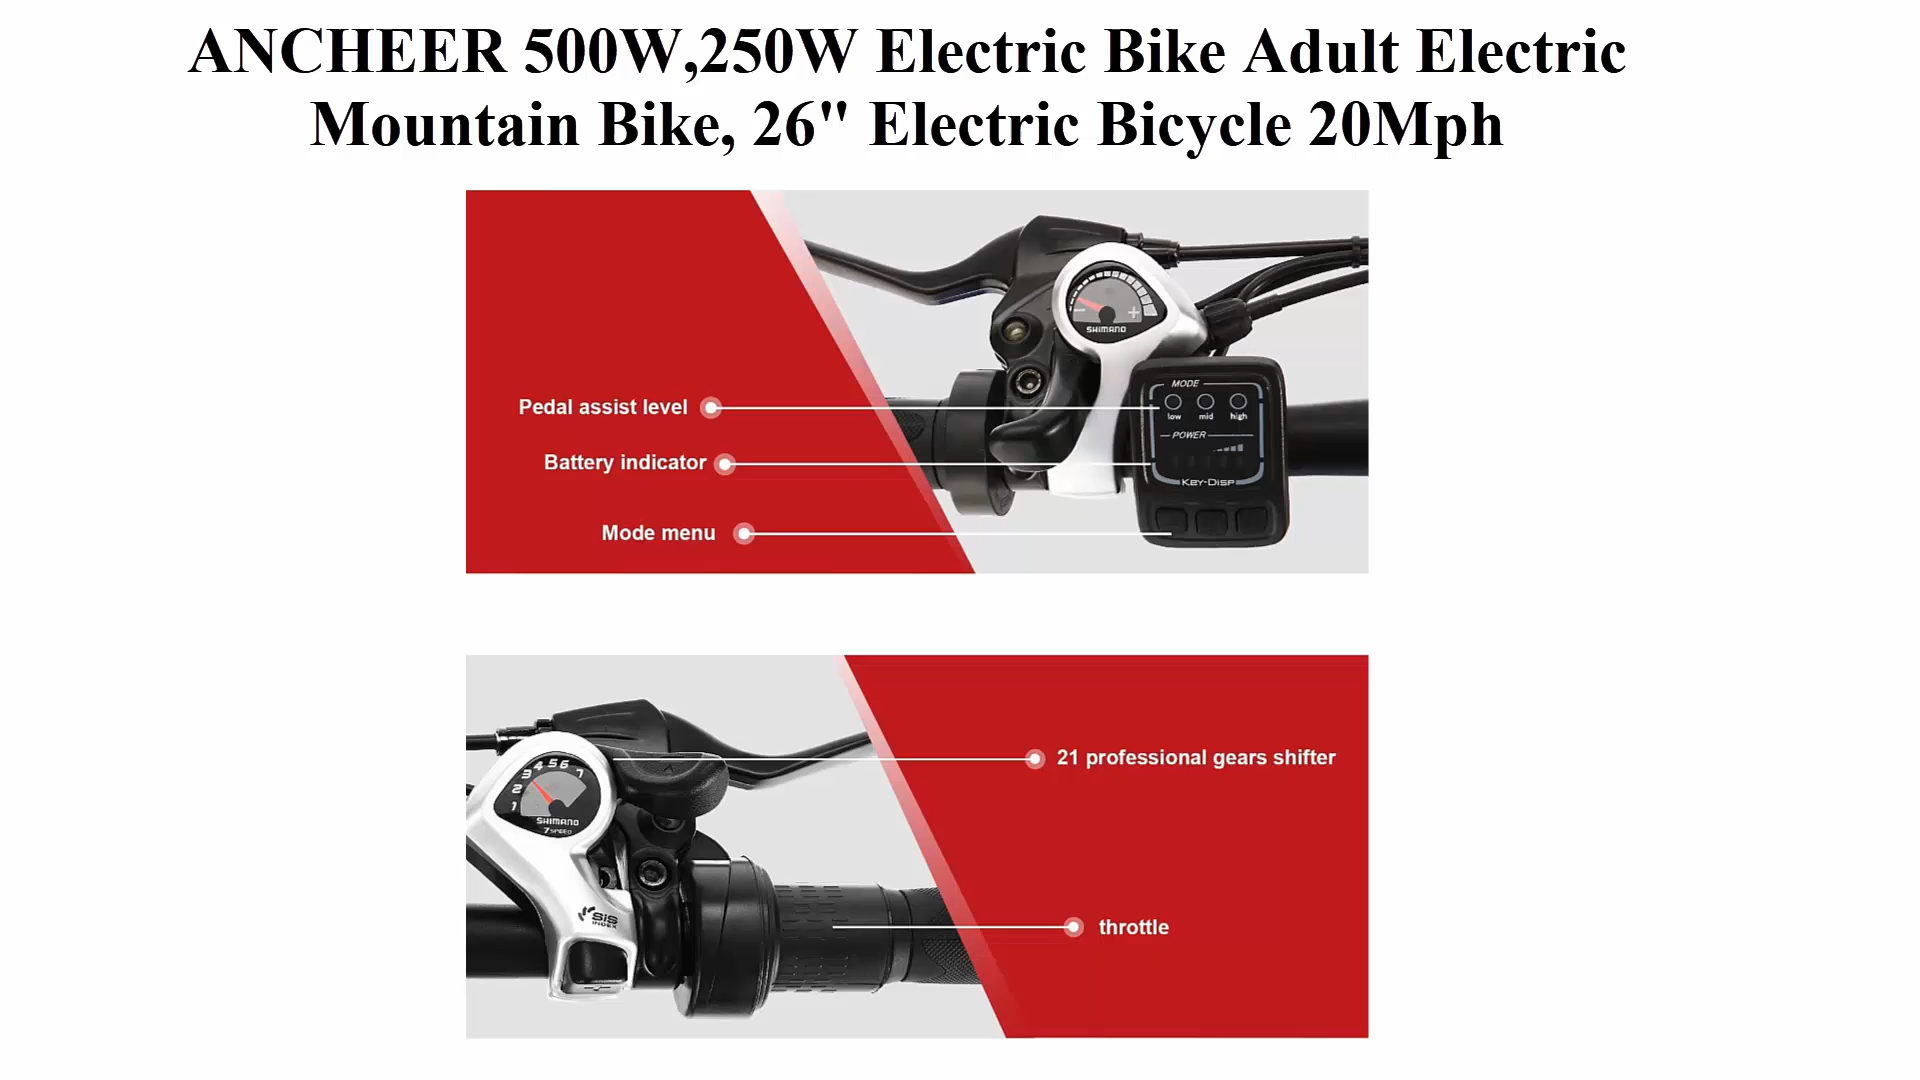 ANCHEER 500W,250W Electric Bike Adult Electric
Mountain Bike, 26" Electric Bicycle 20Mph
SHIMANO
Pedal assist level
MODE
low mid high
Battery indicator
POWER
KEY-DISP
Mode menu
1 2 3 4 5 6 7
SHIMANO
7 SPEED
SIS
INDEX
21 professional gears shifter
throttle